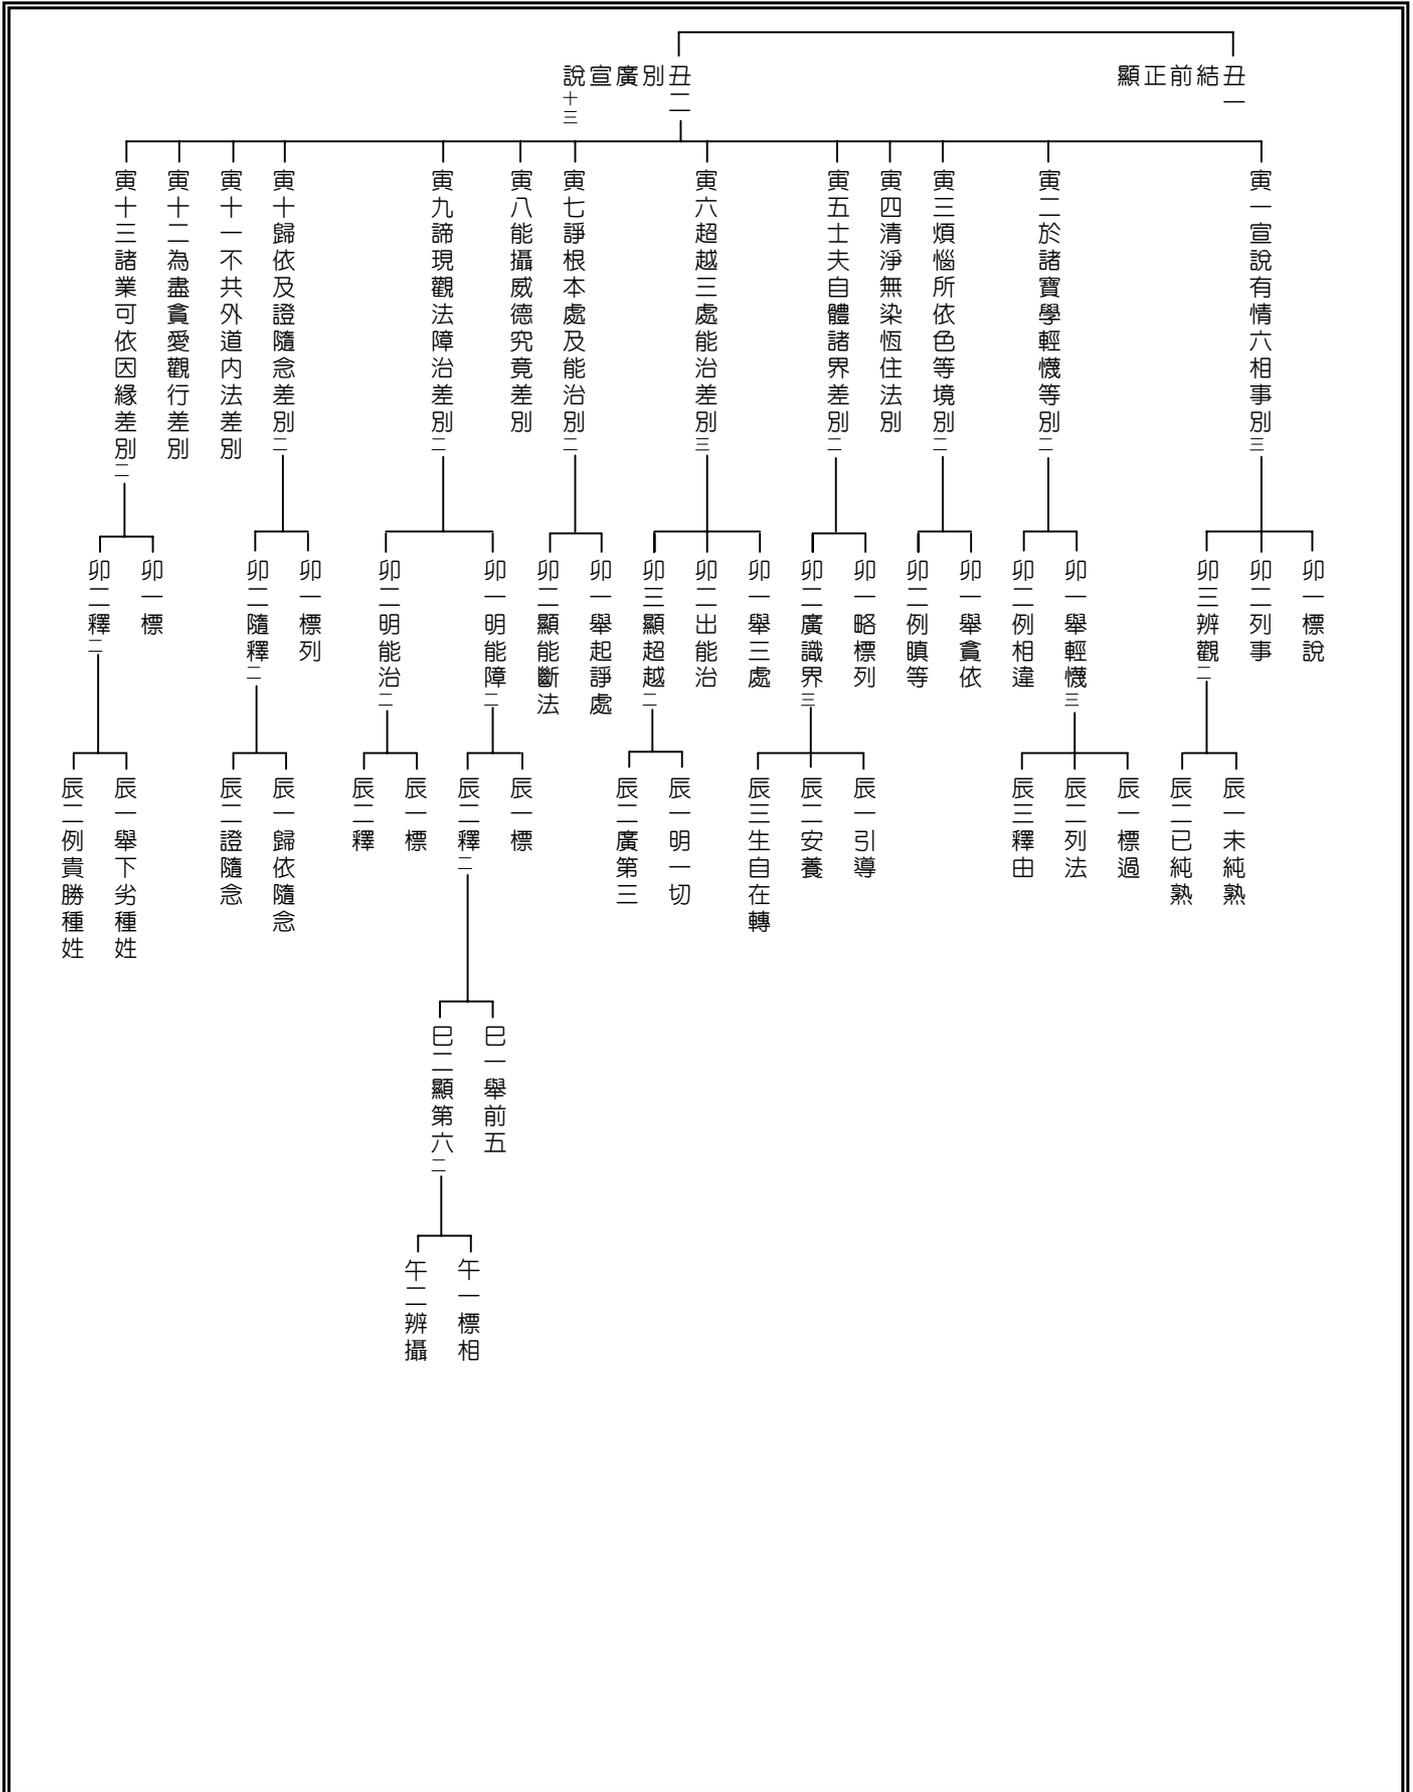 丑一結前正顯
丑二別廣宣說十三
寅一宣說有情六相事別三
寅二於諸寶學輕懱等別二
寅三煩惱所依色等境別二
寅四清淨無染恆住法別
寅五士夫自體諸界差別二
寅六超越三處能治差別三
寅七諍根本處及能治別二
寅八能攝威德究竟差別
寅九諦現觀法障治差別二
寅十歸依及證隨念差別二
寅十一不共外道內法差別
寅十二為盡貪愛觀行差別
寅十三諸業可依因緣差別二
卯一標說
卯二列事
卯三辨觀二
卯一舉輕懱三
卯二例相違
卯一舉貪依
卯二例瞋等
卯一略標列
卯二廣識界三
卯一舉三處
卯二出能治
卯三顯超越二
卯一舉起諍處
卯二顯能斷法
卯一明能障二
卯二明能治二
卯一標列
卯二隨釋二
卯一標
卯二釋二
辰一未純熟
辰二已純熟
辰一標過
辰二列法
辰三釋由
辰一引導
辰二安養
辰三生自在轉
辰一明一切
辰二廣第三
辰一標
辰二釋二
辰一標
辰二釋
辰一歸依隨念
辰二證隨念
辰一舉下劣種姓
辰二例貴勝種姓
巳一舉前五
巳二顯第六二
午一標相
午二辨攝